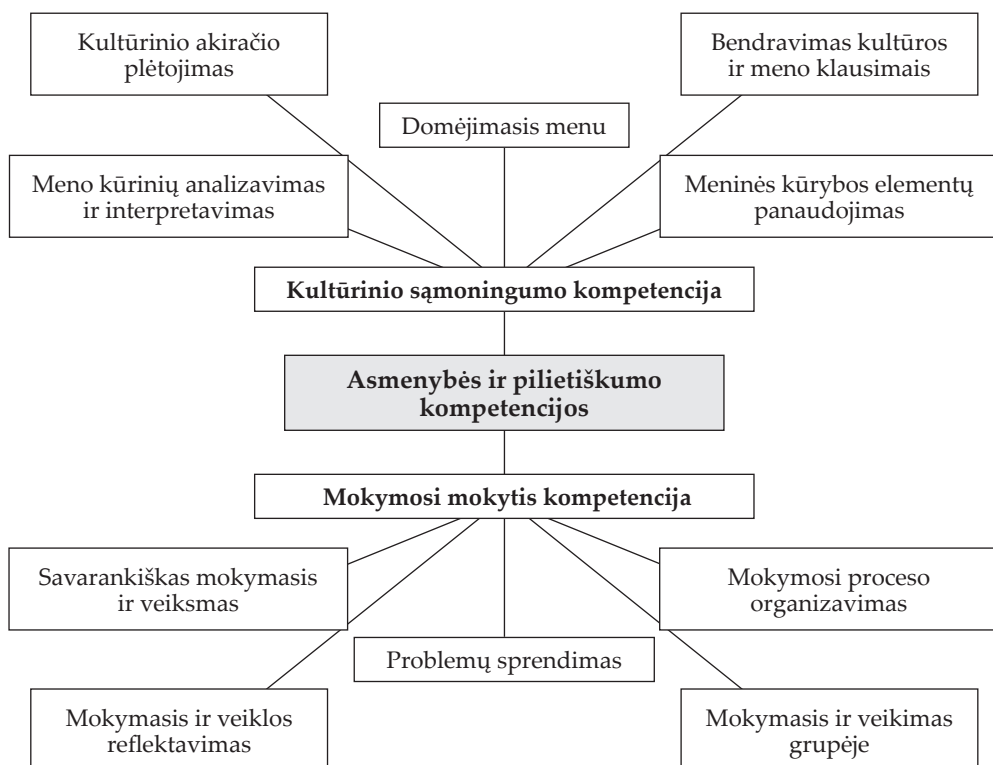 Kultūrinio akiračio
plėtojimas
Bendravimas kultūros
ir meno klausimais
Domėjimasis menu
Meno kūrinių analizavimas
ir interpretavimas
Meninės kūrybos elementų
panaudojimas
Kultūrinio sąmoningumo kompetencija
Asmenybės ir pilietiškumo
kompetencijos
Mokymosi mokytis kompetencija
Savarankiškas mokymasis
ir veiksmas
Mokymosi proceso
organizavimas
Problemų sprendimas
Mokymasis ir veiklos
reflektavimas
Mokymasis ir veikimas
grupėje